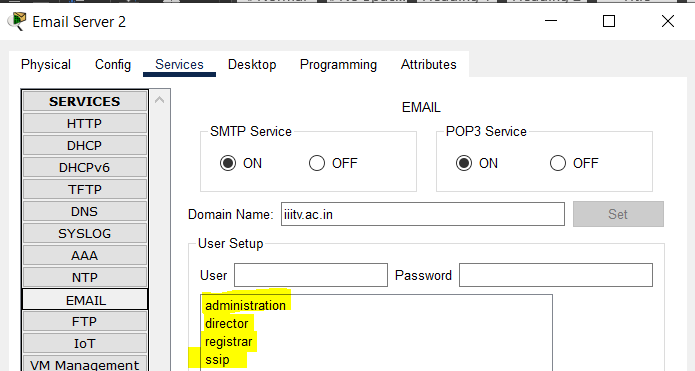 Email Server 2
Physical Config Services Desktop Programming Attributes
SERVICES
HTTP
DHCP
DHCPv6
TFTP
DNS
SYSLOG
AAA
NTP
EMAIL
FTP
IoT
VM Management
EMAIL
SMTP Service
ON OFF
POP3 Service
ON OFF
Domain Name: iiitv.ac.in Set
User Setup
User Password
administration
director
registrar
ssip